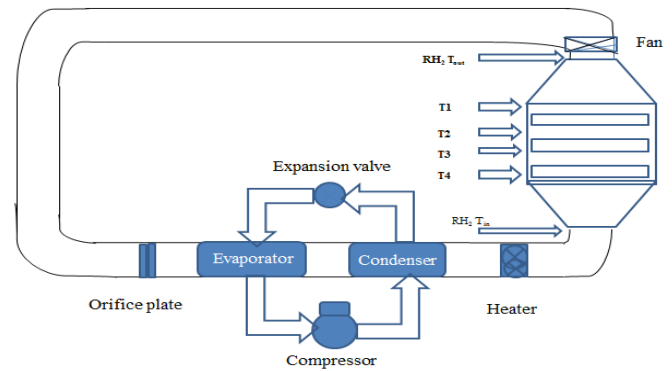 Fan
RH₂ Tout
T1
T2
T3
T4
Expansion valve
RH₂ Tin
Evaporator
Condenser
Orifice plate
Heater
Compressor